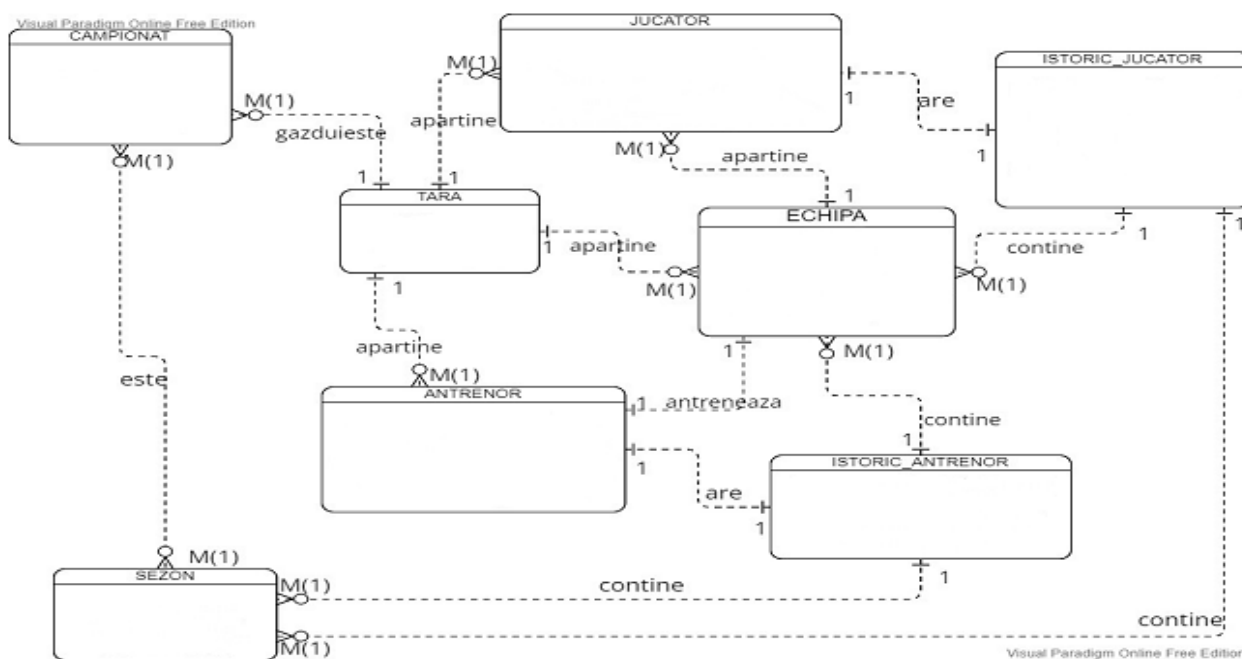 Visual Paradigm Online Free Edition
CAMPIONAT
JUCATOR
ISTORIC_JUCATOR
M(1)
M(1)
1
are
1
gazduieste
apartine
M(1)
apartine
M(1)
1
1
TARA
1
ECHIPA
1
1
1
apartine
contine
M(1)
M(1)
1
apartine
M(1)
1
M(1)
este
ANTRENOR
1
antreneaza
contine
1
1
ISTORIC_ANTRENOR
are
1
M(1)
SEZON
M(1)
contine
1
M(1)
contine
Visual Paradigm Online Free Edition